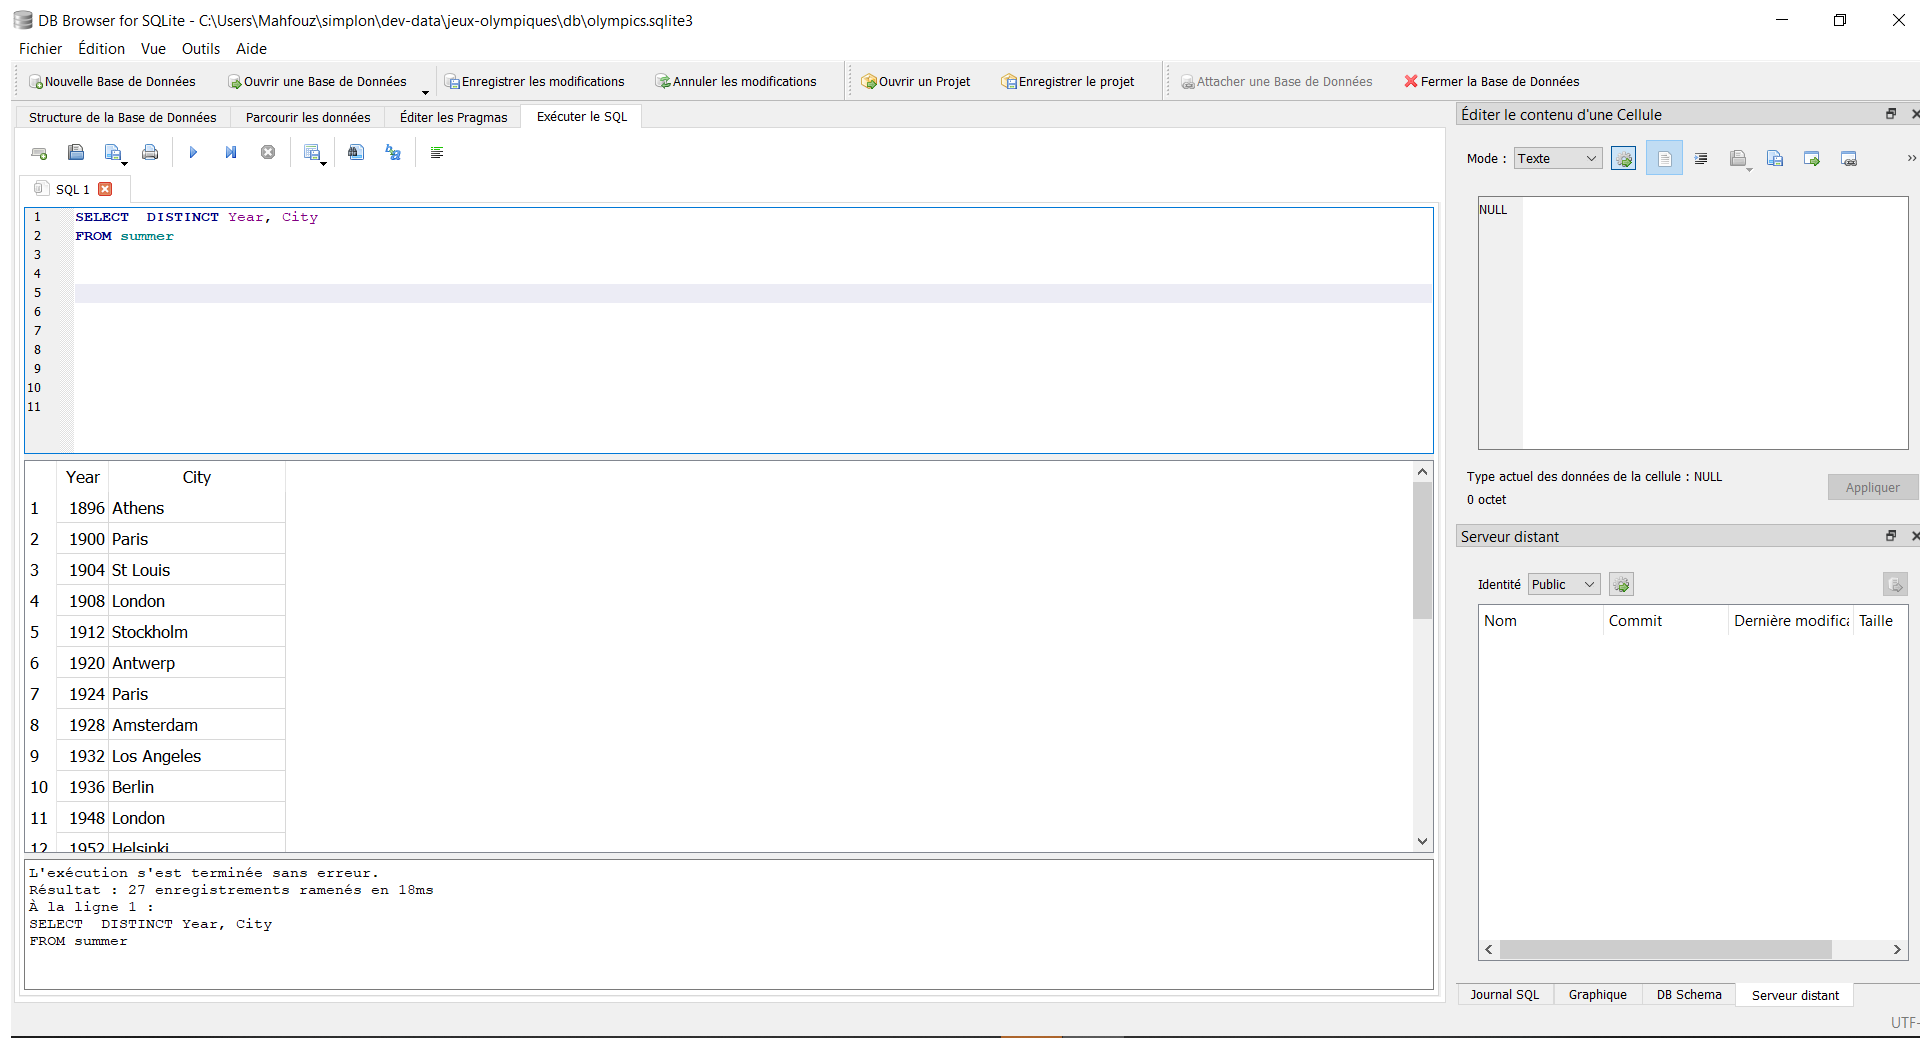 DB Browser for SQLite - C:\Users\Mahfouz\simplon\dev-data\jeux-olympiques\db\olympics.sqlite3
Fichier Édition Vue Outils Aide
Nouvelle Base de Données Ouvrir une Base de Données Enregistrer les modifications Annuler les modifications Ouvrir un Projet Enregistrer le projet Attacher une Base de Données Fermer la Base de Données
Structure de la Base de Données Parcourir les données Éditer les Pragmas Exécuter le SQL
SQL 1
1 SELECT  DISTINCT Year, City
2 FROM summer
3
4
5
6
7
8
9
10
11
Year City
1 1896 Athens
2 1900 Paris
3 1904 St Louis
4 1908 London
5 1912 Stockholm
6 1920 Antwerp
7 1924 Paris
8 1928 Amsterdam
9 1932 Los Angeles
10 1936 Berlin
11 1948 London
12 1952 Helsinki
L'exécution s'est terminée sans erreur.
Résultat : 27 enregistrements ramenés en 18ms
À la ligne 1 :
SELECT  DISTINCT Year, City
FROM summer
Éditer le contenu d'une Cellule
Mode : Texte
NULL
Type actuel des données de la cellule : NULL
0 octet
Appliquer
Serveur distant
Identité Public
Nom Commit Dernière modifica Taille
Journal SQL Graphique DB Schema Serveur distant
UTF-